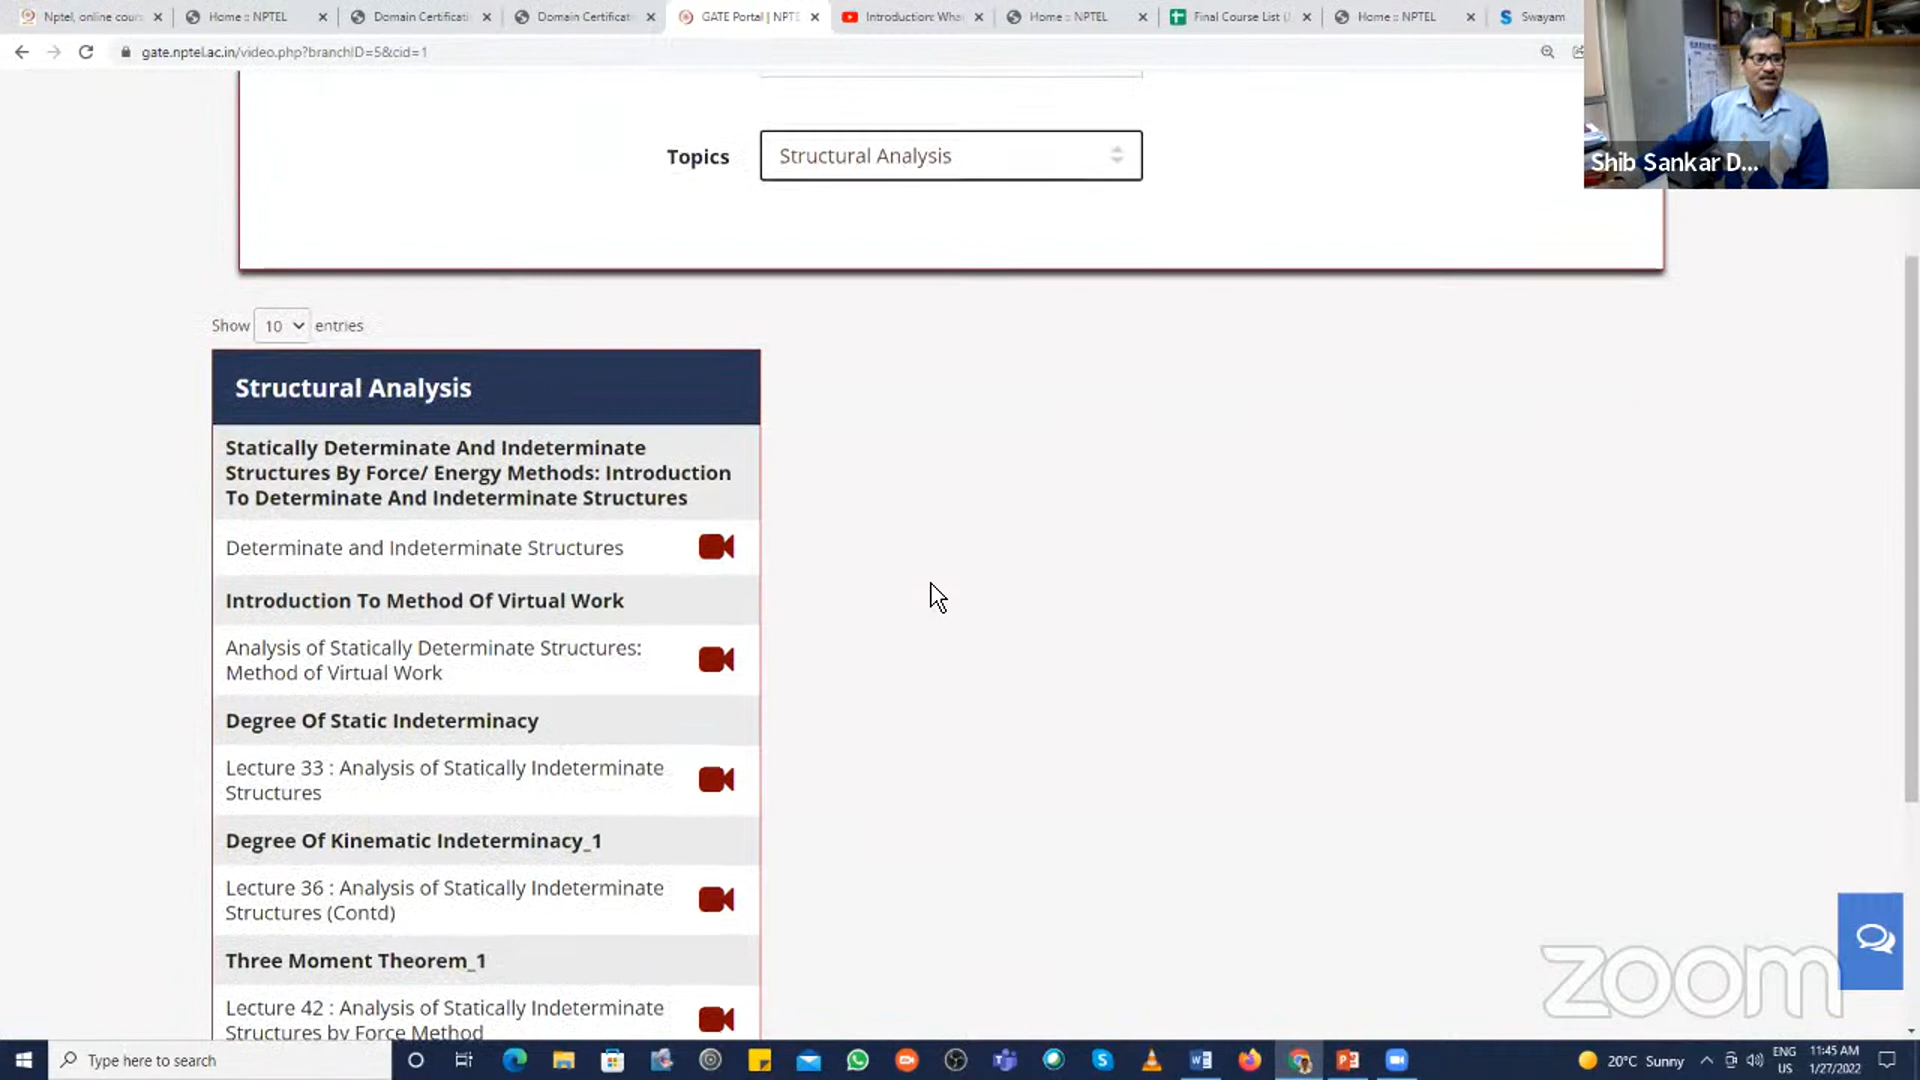 Nptel, online cour
Home :: NPTEL
Domain Certificati
Domain Certificat
GATE Portal | NPT
Introduction: Wha
Home :: NPTEL
Final Course List (J
Home :: NPTEL
Swayam
gate.nptel.ac.in/video.php?branchID=5&cid=1
Shib Sankar D...
Topics
Structural Analysis
Show 10 entries
Structural Analysis
Statically Determinate And Indeterminate
Structures By Force/ Energy Methods: Introduction
To Determinate And Indeterminate Structures
Determinate and Indeterminate Structures
Introduction To Method Of Virtual Work
Analysis of Statically Determinate Structures:
Method of Virtual Work
Degree Of Static Indeterminacy
Lecture 33 : Analysis of Statically Indeterminate
Structures
Degree Of Kinematic Indeterminacy_1
Lecture 36 : Analysis of Statically Indeterminate
Structures (Contd)
Three Moment Theorem_1
Lecture 42 : Analysis of Statically Indeterminate
Structures by Force Method
zoom
Type here to search
20°C Sunny
ENG
US
11:45 AM
1/27/2022